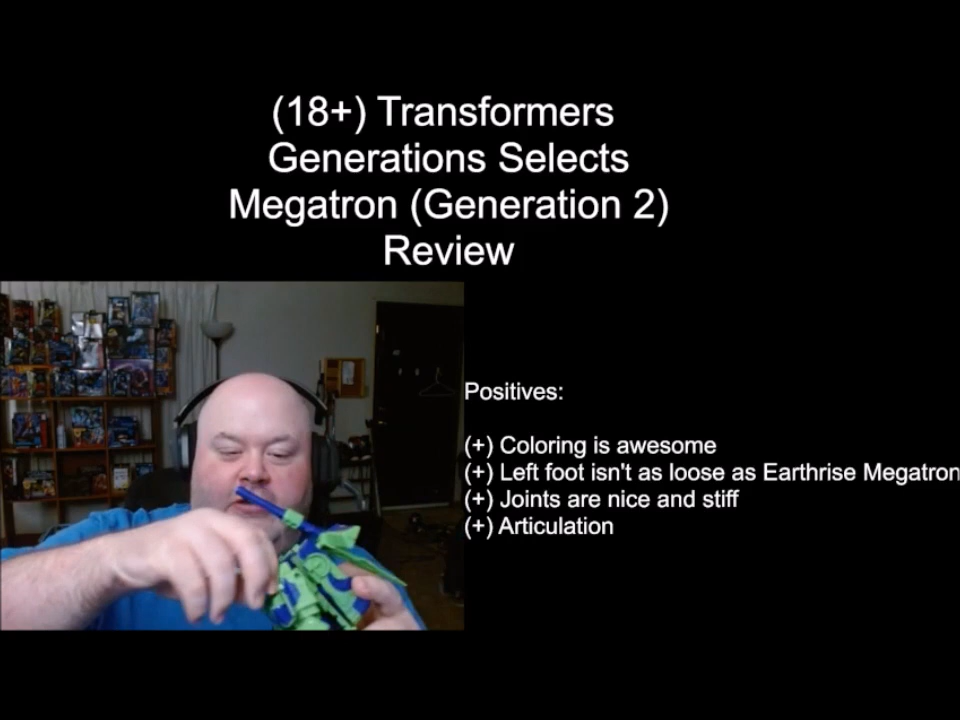 (18+) Transformers
Generations Selects
Megatron (Generation 2)
Review
Positives:
(+) Coloring is awesome
(+) Left foot isn't as loose as Earthrise Megatron
(+) Joints are nice and stiff
(+) Articulation